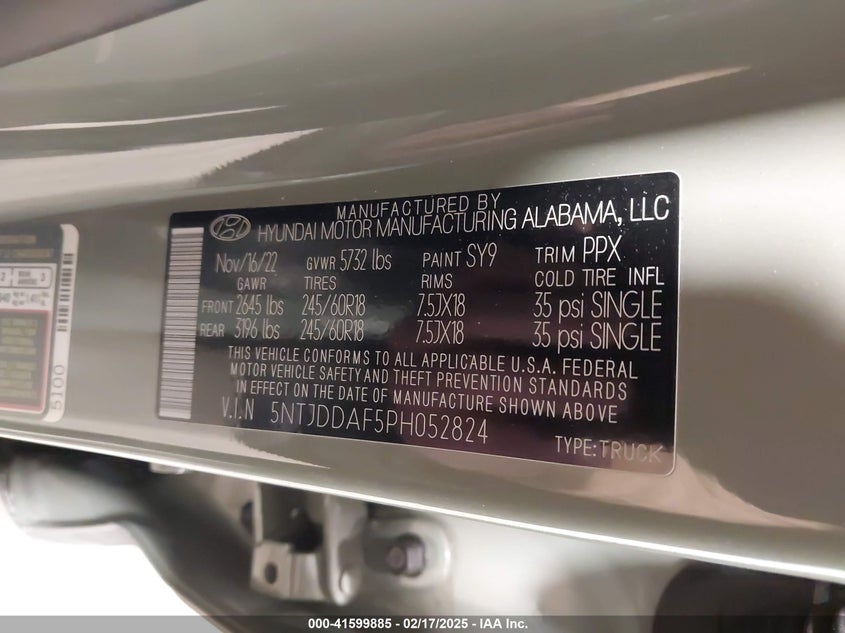 MANUFACTURED BY
HYUNDAI MOTOR MANUFACTURING ALABAMA, LLC
Nov/16/22 GVWR 5732 lbs PAINT SY9 TRIM PPX
GAWR TIRES RIMS COLD TIRE INFL
FRONT 2645 lbs 245/60R18 7.5JX18 35 psi SINGLE
REAR 3196 lbs 245/60R18 7.5JX18 35 psi SINGLE
THIS VEHICLE CONFORMS TO ALL APPLICABLE U.S.A. FEDERAL
MOTOR VEHICLE SAFETY AND THEFT PREVENTION STANDARDS
IN EFFECT ON THE DATE OF MANUFACTURE SHOWN ABOVE
V.I.N 5NTJDDAF5PH052824
TYPE:TRUCK
5100
000-41599885 - 02/17/2025 - IAA Inc.